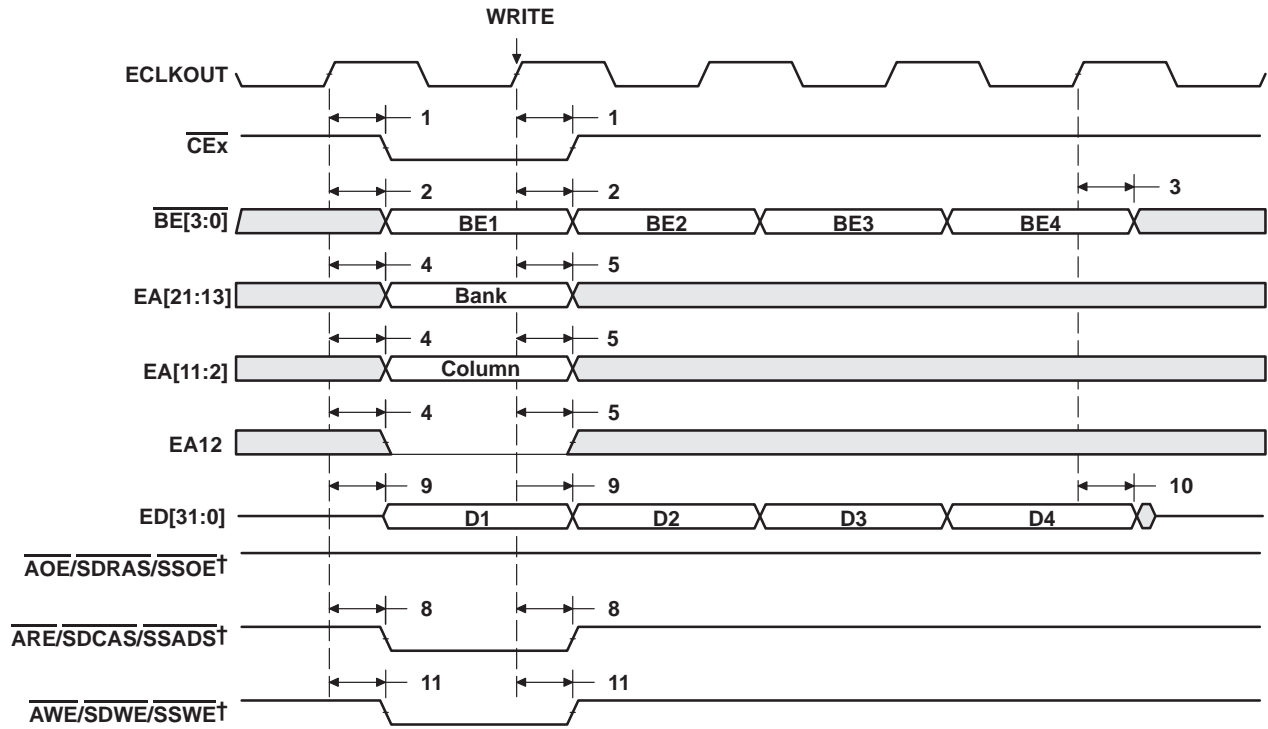 WRITE
ECLKOUT
1 1
CEx
2 2 3
BE[3:0] BE1 BE2 BE3 BE4
4 5
EA[21:13] Bank
4 5
EA[11:2] Column
4 5
EA12
9 9 10
ED[31:0] D1 D2 D3 D4
AOE/SDRAS/SSOE†
8 8
ARE/SDCAS/SSADS†
11 11
AWE/SDWE/SSWE†